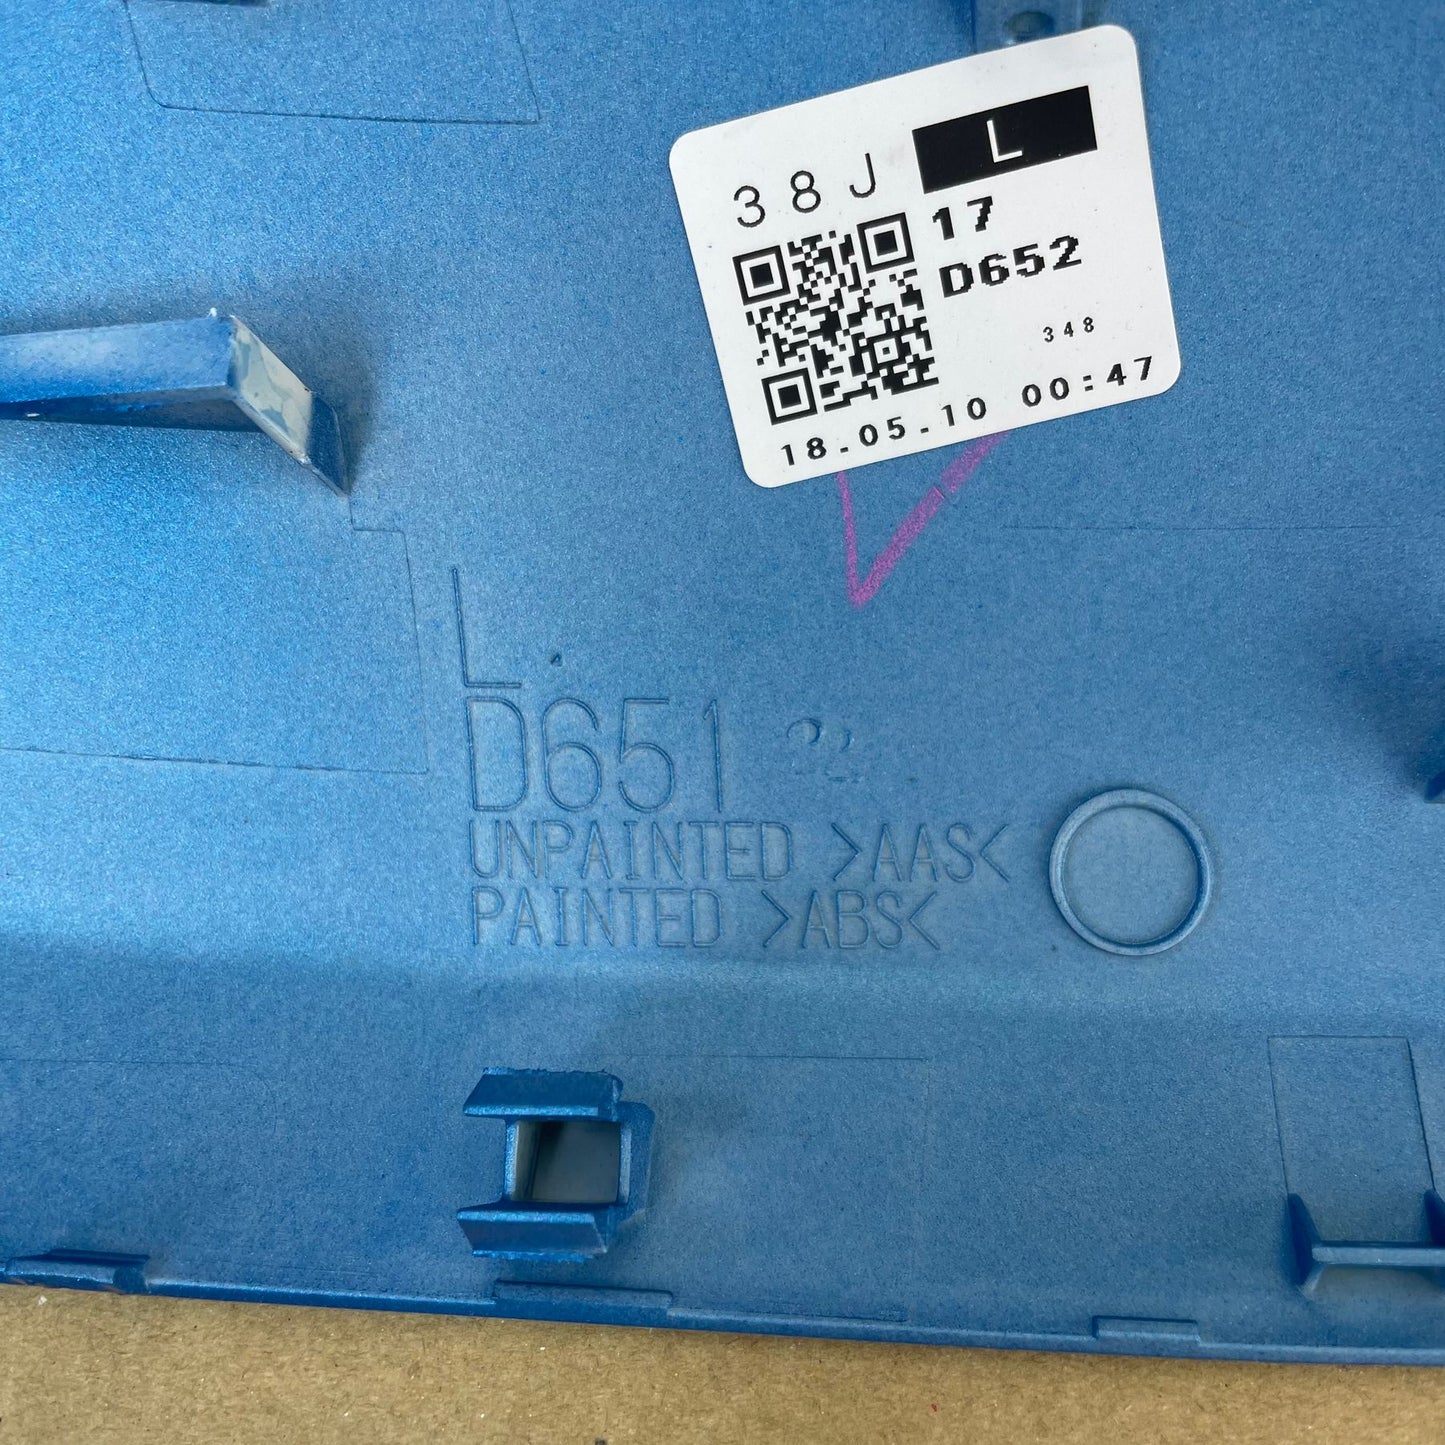 38J L
17
D652
348
18.05.10 00:47
L
D651
UNPAINTED >AAS<
PAINTED >ABS<